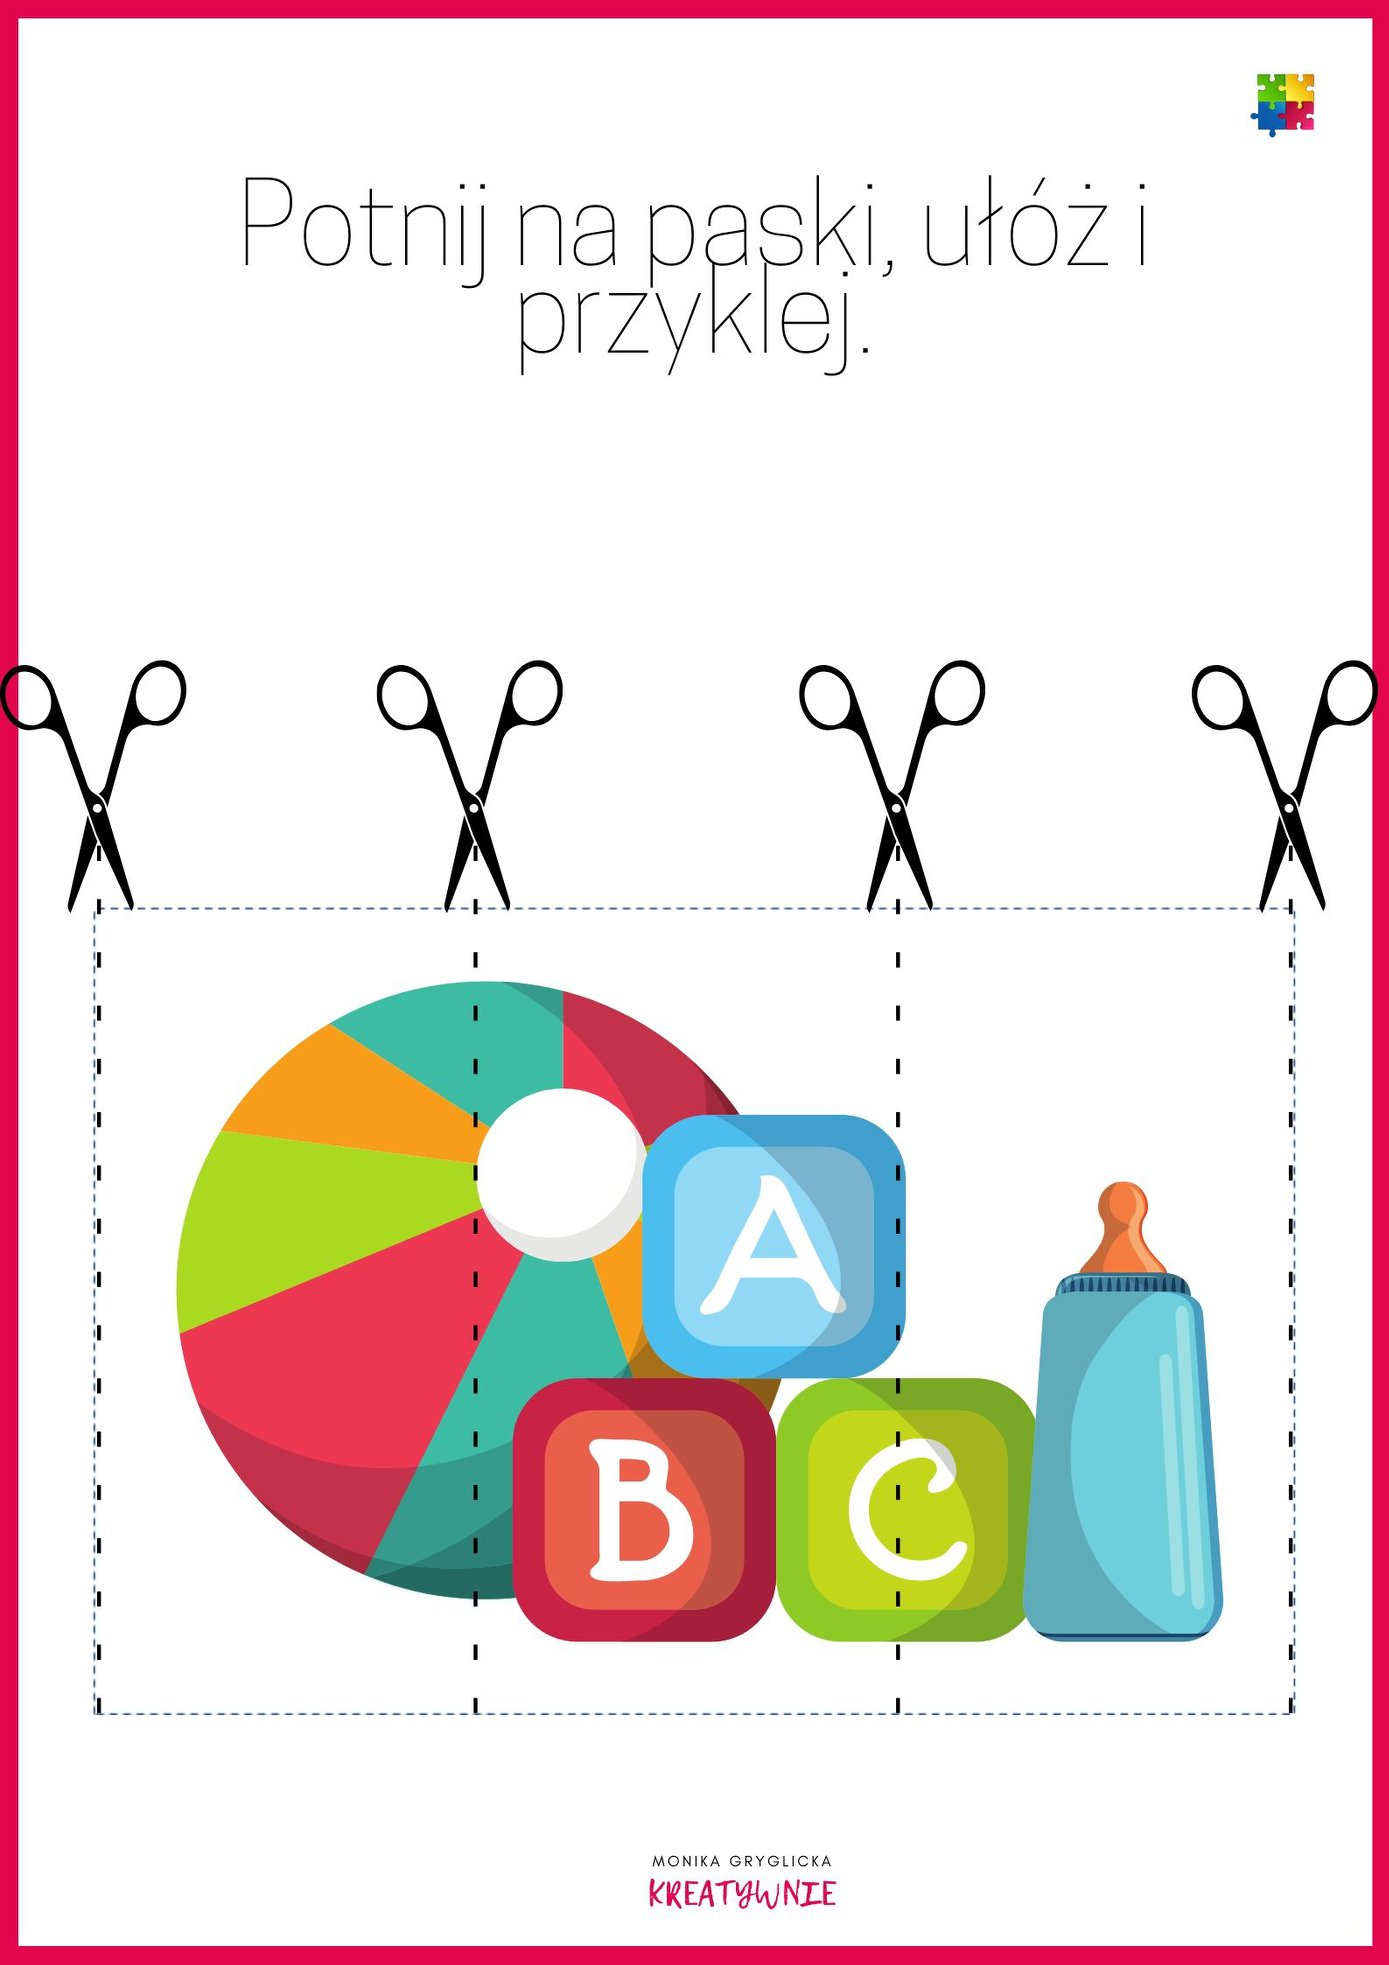 Potnij na paski, ułóż i
przyklej.
A
B C
MONIKA GRYGLICKA
KREATYWNIE